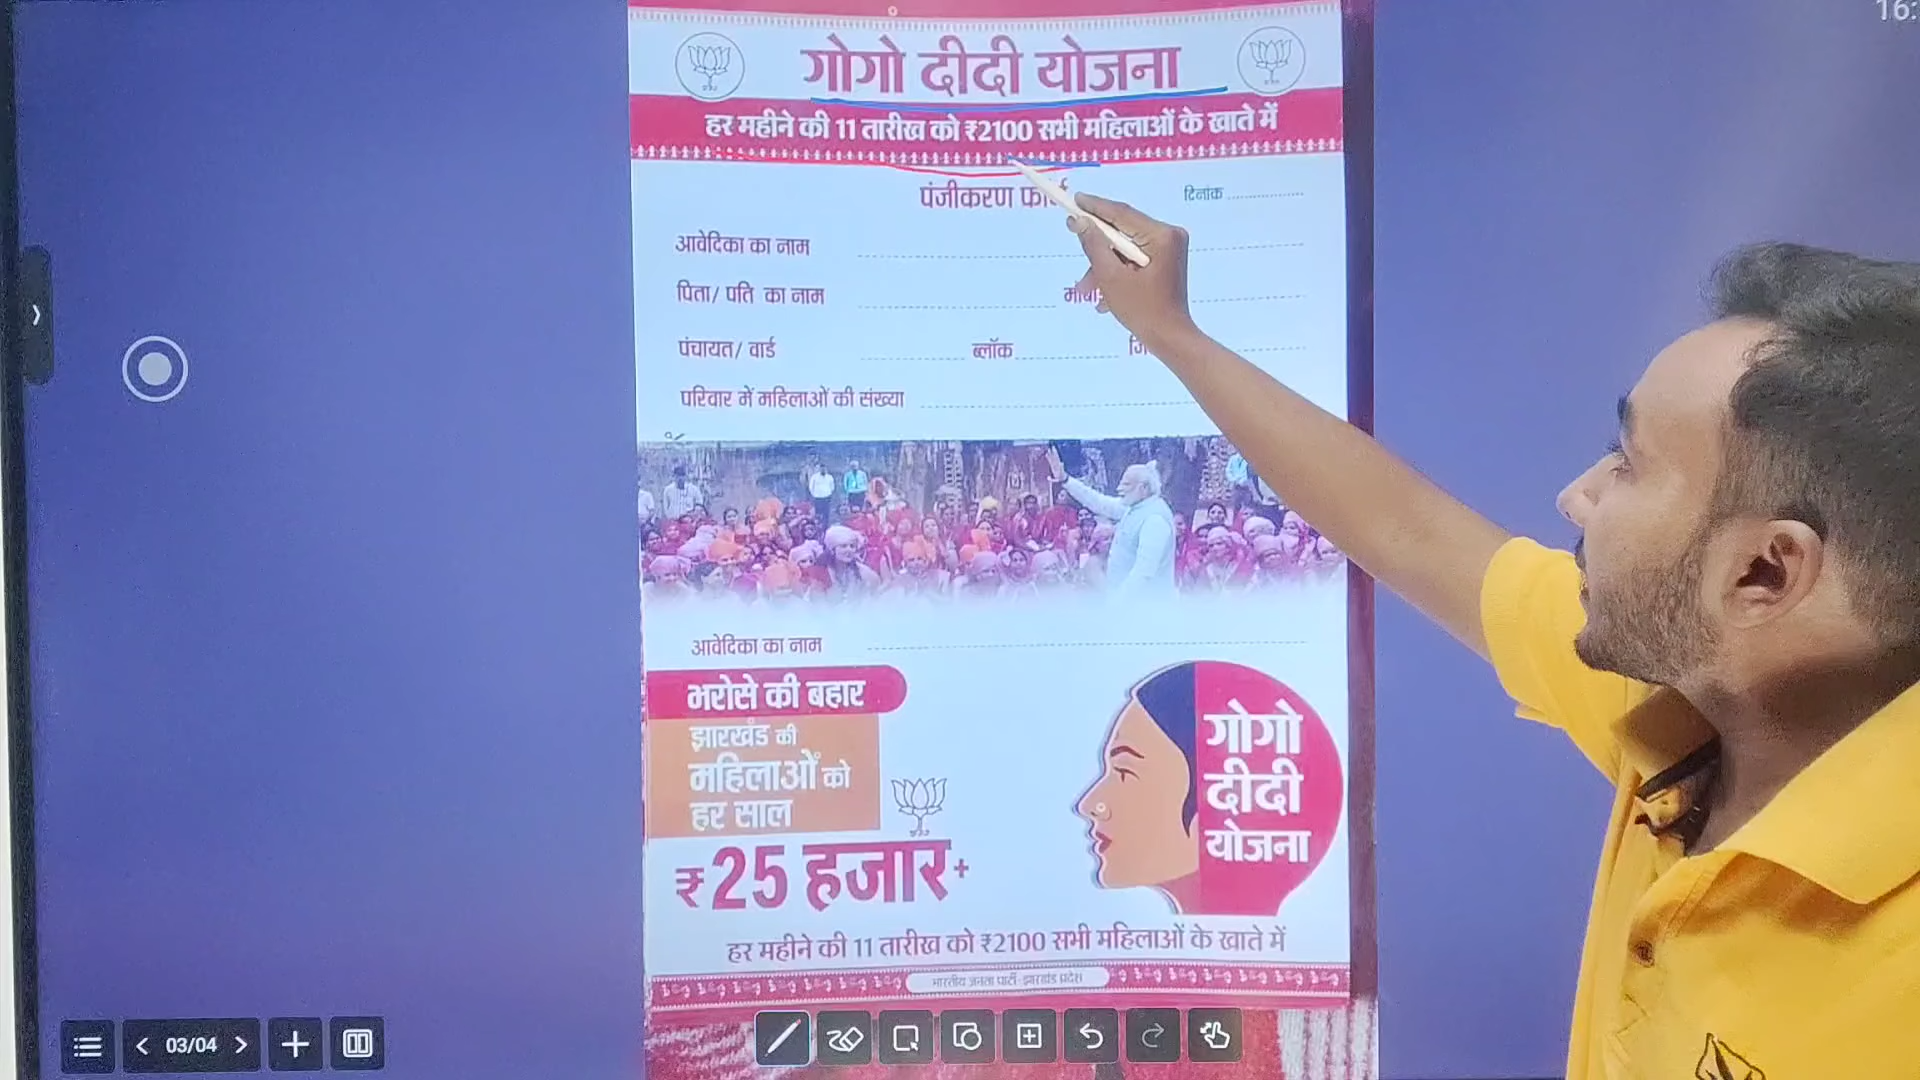 16:
गोगो दीदी योजना
हर महीने की 11 तारीख को ₹2100 सभी महिलाओं के खाते में
पंजीकरण
दिनांक
आवेदिका का नाम
पिता/ पति का नाम
पंचायत/ वार्ड ब्लॉक
परिवार में महिलाओं की संख्या
आवेदिका का नाम
भरोसे की बहार
झारखंड की
महिलाओं को
हर साल
₹25 हजार+
गोगो
दीदी
योजना
हर महीने की 11 तारीख को ₹2100 सभी महिलाओं के खाते में
भारतीय जनता पार्टी-झारखंड प्रदेश
03/04